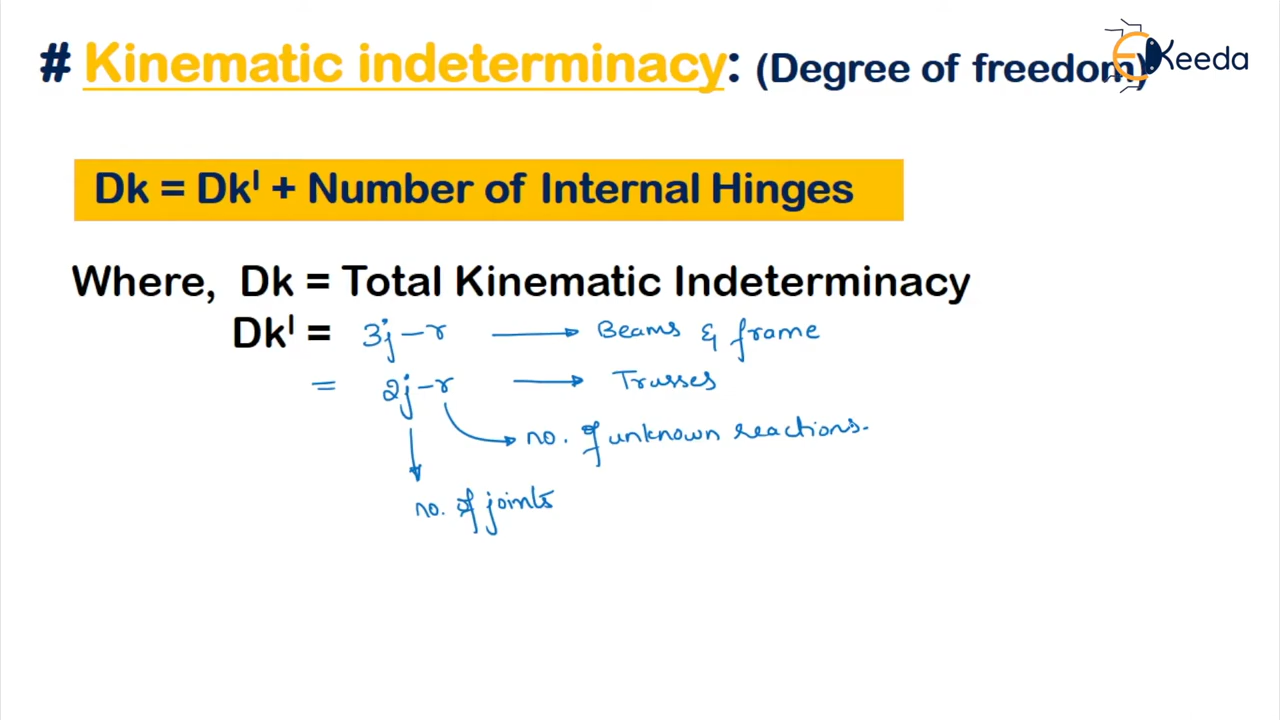 # Kinematic indeterminacy: (Degree of freedom)
EKeeda
Dk = Dkᴵ + Number of Internal Hinges
Where, Dk = Total Kinematic Indeterminacy
Dkᴵ = 3j - r → Beams & frame
= 2j - r → Trusses
no. of unknown reactions.
no. of joints